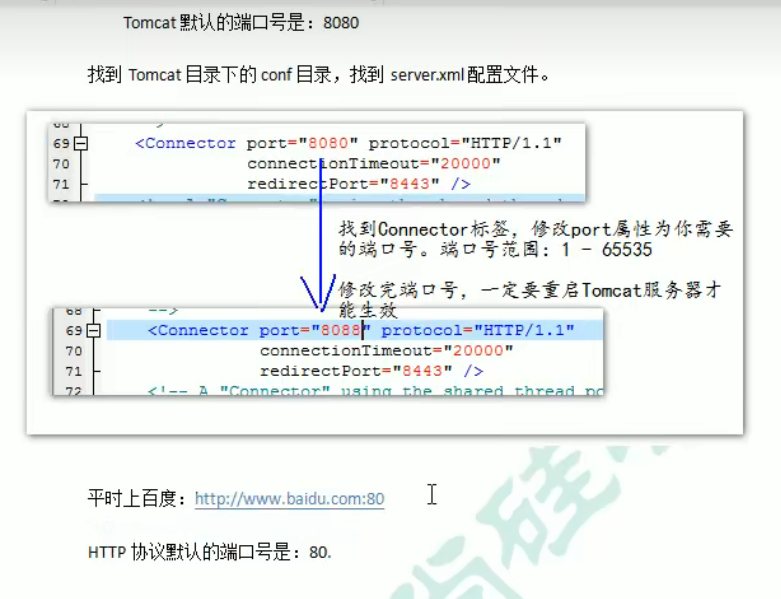 Tomcat 默认的端口号是：8080
找到 Tomcat 目录下的 conf 目录，找到 server.xml 配置文件。
69 <Connector port="8080" protocol="HTTP/1.1"
70 connectionTimeout="20000"
71 redirectPort="8443" />
找到Connector标签，修改port属性为你需要
的端口号。端口号范围：1 - 65535
修改完端口号，一定要重启Tomcat服务器才
能生效
68 -->
69 <Connector port="8088" protocol="HTTP/1.1"
70 connectionTimeout="20000"
71 redirectPort="8443" />
72 <!-- A "Connector" using the shared thread
平时上百度：http://www.baidu.com:80
HTTP 协议默认的端口号是：80.
尚硅